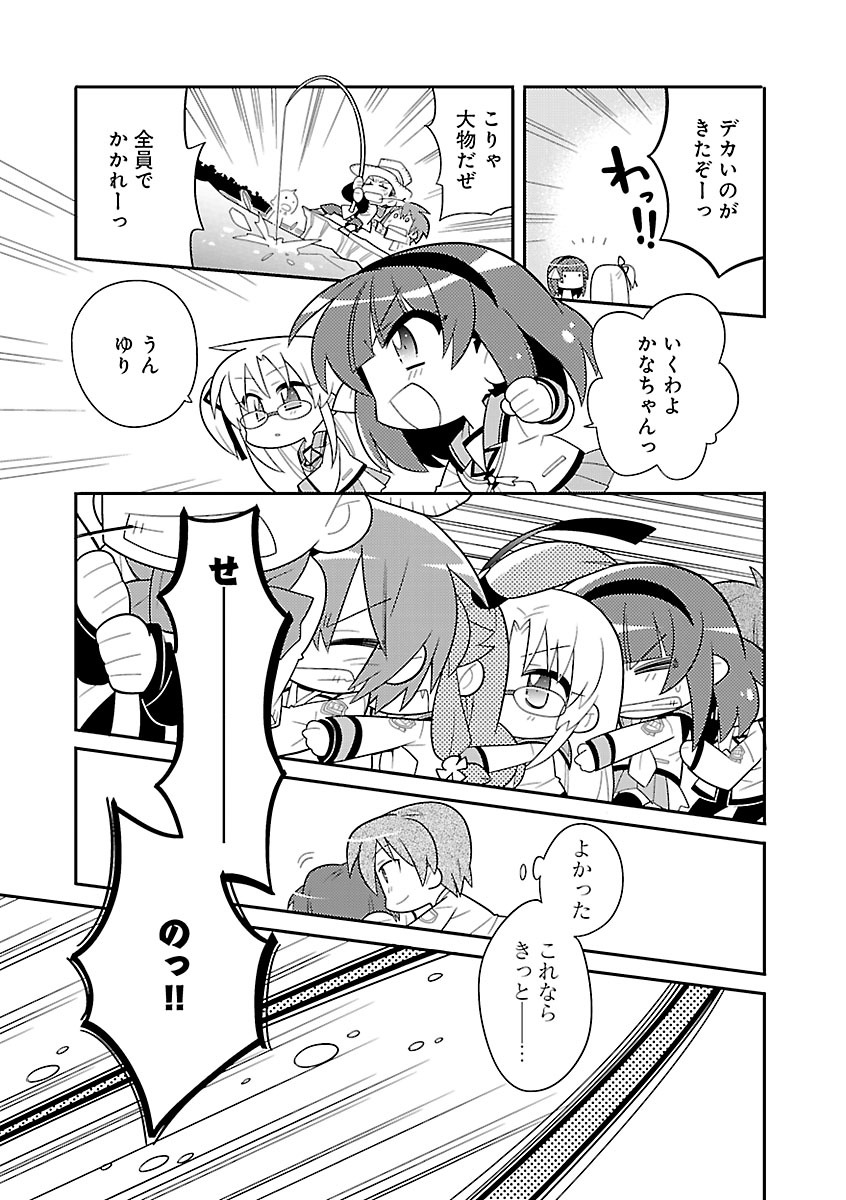 デカいのが
きたぞーっ
わっ!!
こりゃ
大物だぜ
全員で
かかれーっ
いくわよ
かなちゃんっ
うん
ゆり
せ――
のっ!!
よかった
これなら
きっと――…